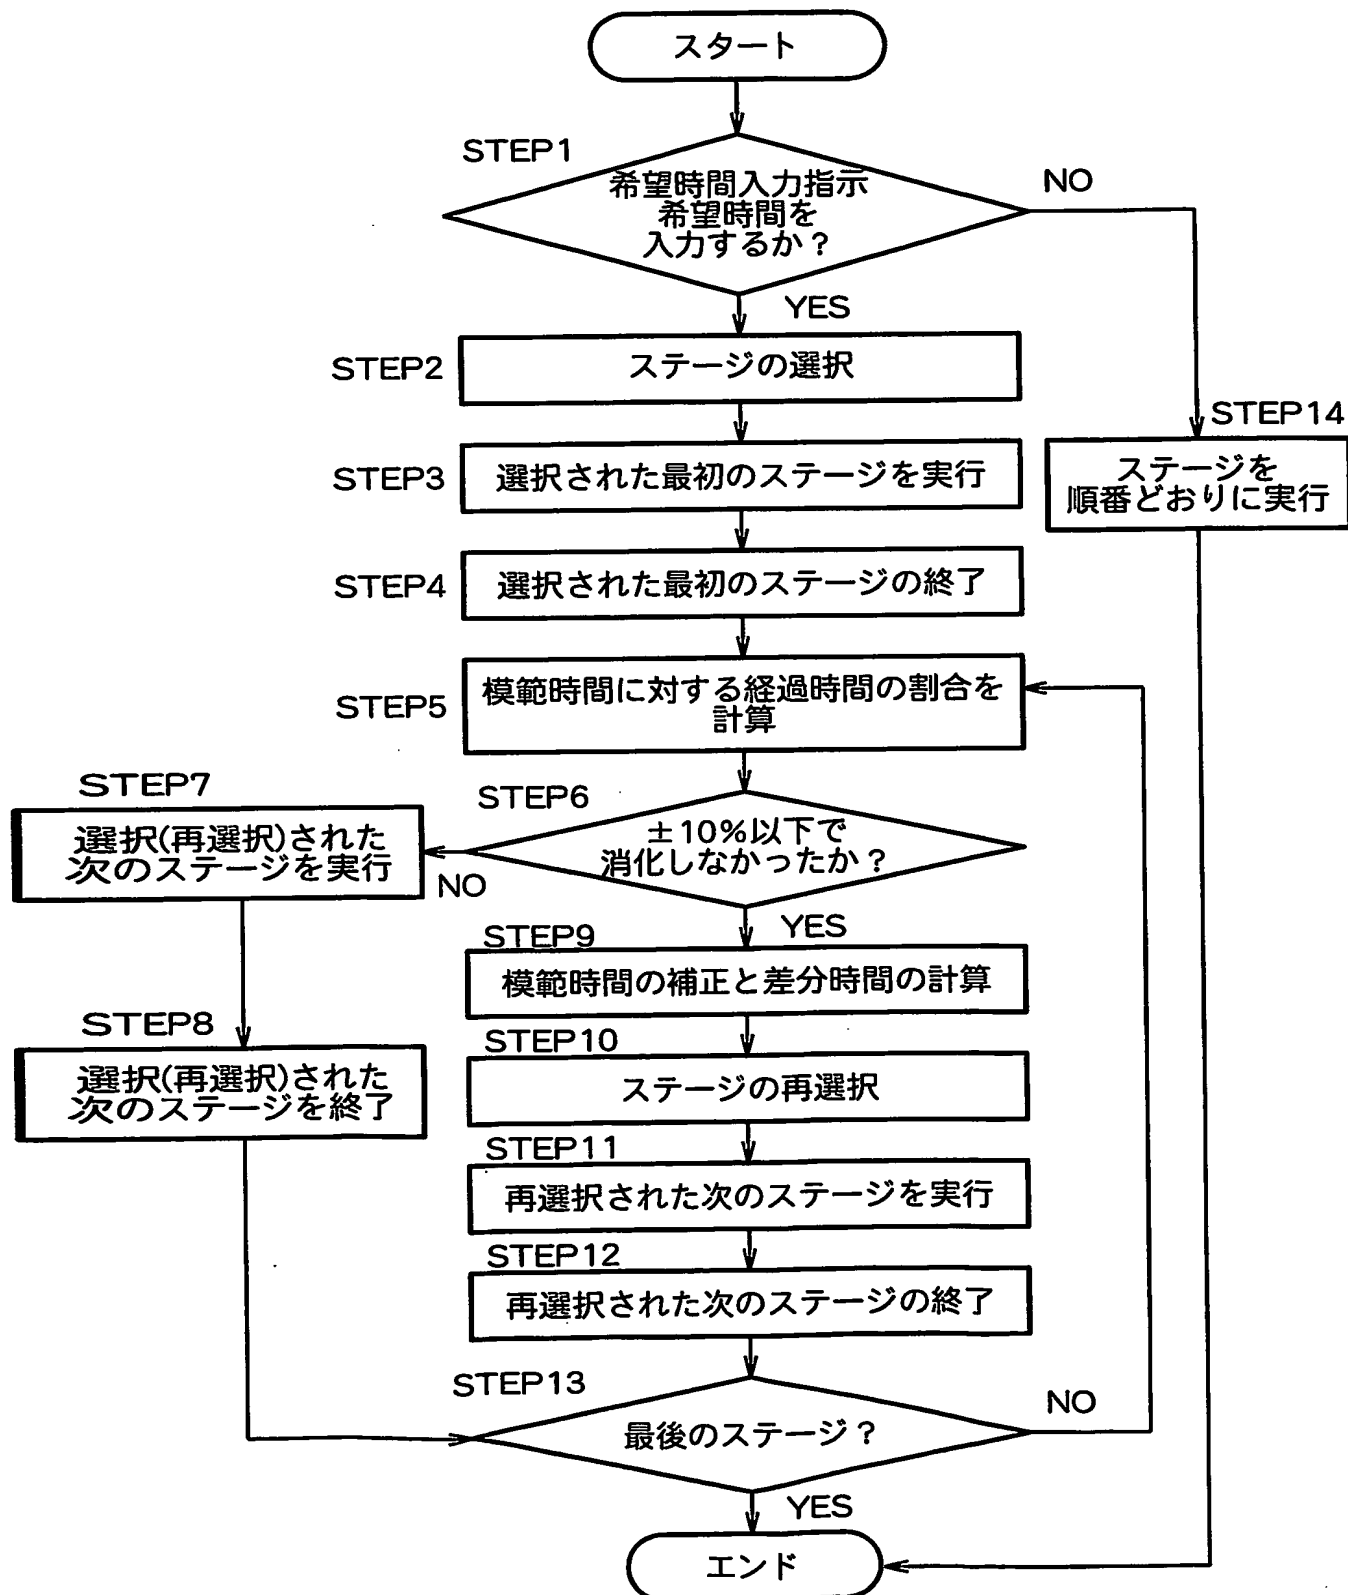 スタート
STEP1
希望時間入力指示
希望時間を
入力するか？
NO
YES
STEP2
ステージの選択
STEP14
ステージを
順番どおりに実行
STEP3
選択された最初のステージを実行
STEP4
選択された最初のステージの終了
STEP5
模範時間に対する経過時間の割合を
計算
STEP6
±10%以下で
消化しなかったか？
NO
YES
STEP7
選択(再選択)された
次のステージを実行
STEP8
選択(再選択)された
次のステージを終了
STEP9
模範時間の補正と差分時間の計算
STEP10
ステージの再選択
STEP11
再選択された次のステージを実行
STEP12
再選択された次のステージの終了
STEP13
最後のステージ？
NO
YES
エンド